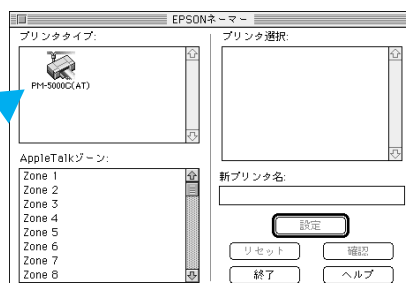 EPSONネーマー
プリンタタイプ:
PM-5000C(AT)
AppleTalkゾーン:
Zone 1
Zone 2
Zone 3
Zone 4
Zone 5
Zone 6
Zone 7
Zone 8
プリンタ選択:
新プリンタ名:
設定
リセット
確認
終了
ヘルプ